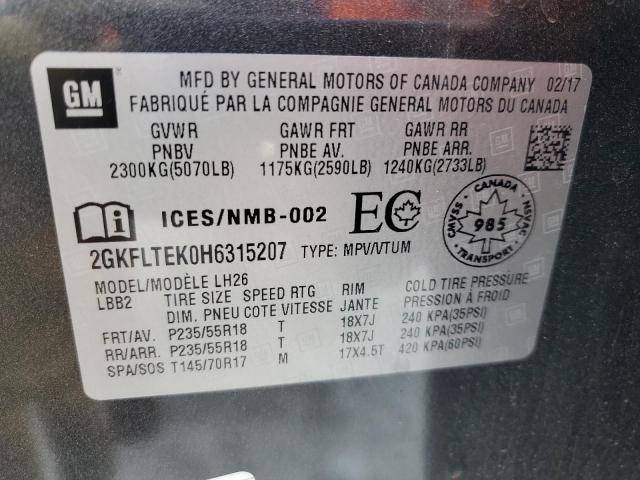 GM
MFD BY GENERAL MOTORS OF CANADA COMPANY 02/17
FABRIQUÉ PAR LA COMPAGNIE GENERAL MOTORS DU CANADA
GVWR GAWR FRT GAWR RR
PNBV PNBE AV. PNBE ARR.
2300KG(5070LB) 1175KG(2590LB) 1240KG(2733LB)
i ICES/NMB-002 EC CANADA CMVSS 985 NSVAC TRANSPORT
2GKFLTEK0H6315207 TYPE: MPV/VTUM
MODEL/MODÈLE LH26
LBB2 TIRE SIZE SPEED RTG RIM COLD TIRE PRESSURE
DIM. PNEU COTE VITESSE JANTE PRESSION À FROID
FRT/AV. P235/55R18 T 18X7J 240 KPA(35PSI)
RR/ARR. P235/55R18 T 18X7J 240 KPA(35PSI)
SPA/SOS T145/70R17 M 17X4.5T 420 KPA(60PSI)